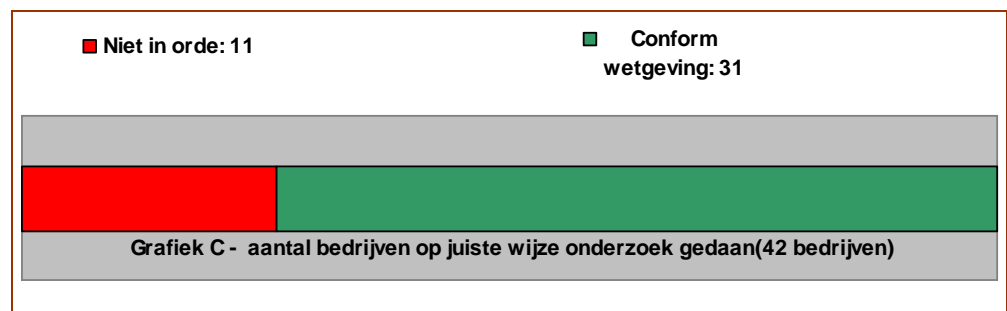 Niet in orde: 11
Conform
wetgeving: 31
Grafiek C - aantal bedrijven op juiste wijze onderzoek gedaan(42 bedrijven)